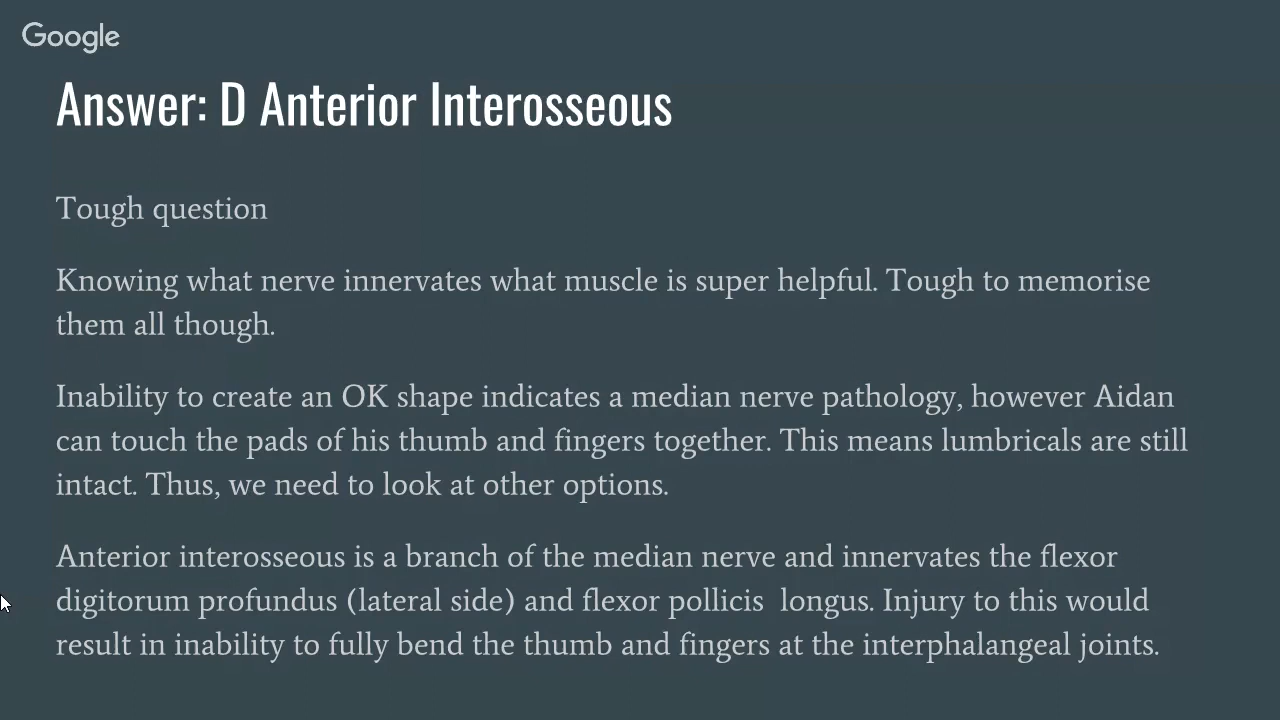 Google
Answer: D Anterior Interosseous
Tough question
Knowing what nerve innervates what muscle is super helpful. Tough to memorise
them all though.
Inability to create an OK shape indicates a median nerve pathology, however Aidan
can touch the pads of his thumb and fingers together. This means lumbricals are still
intact. Thus, we need to look at other options.
Anterior interosseous is a branch of the median nerve and innervates the flexor
digitorum profundus (lateral side) and flexor pollicis  longus. Injury to this would
result in inability to fully bend the thumb and fingers at the interphalangeal joints.